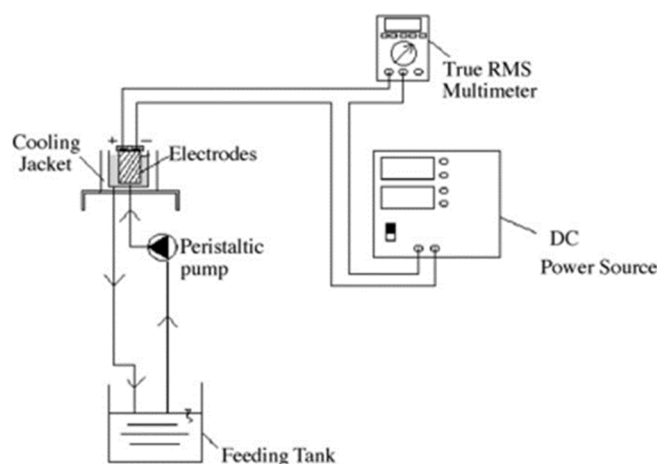 True RMS
Multimeter
Cooling
Jacket
+ −
Electrodes
Peristaltic
pump
DC
Power Source
Feeding Tank